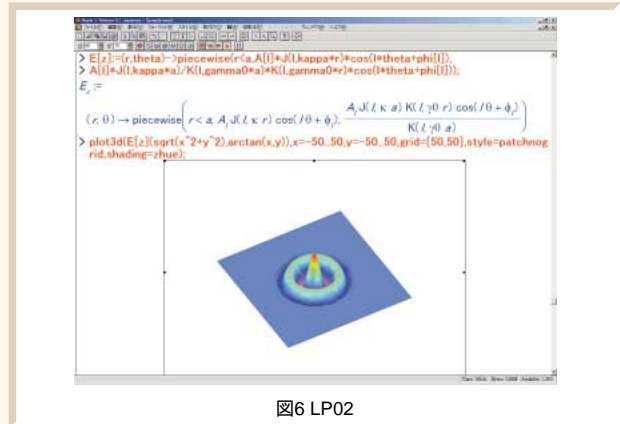 > E[z]:=(r,theta)->piecewise(r<a,A[l]*J(l,kappa*r)*cos(l*theta+phi[l]),
> A[l]*J(l,kappa*a)/K(l,gamma0*a)*K(l,gamma0*r)*cos(l*theta+phi[l]));
E_z :=
(r, θ) → piecewise(r < a, A_l J(l, κ r) cos(l θ + ϕ_l), A_l J(l, κ a) K(l, γ0 r) cos(l θ + ϕ_l) / K(l, γ0 a))
> plot3d(E[z](sqrt(x^2+y^2),arctan(x,y)),x=-50..50,y=-50..50,grid=[50,50],style=patchnog
rid,shading=zhue);
図6 LP02